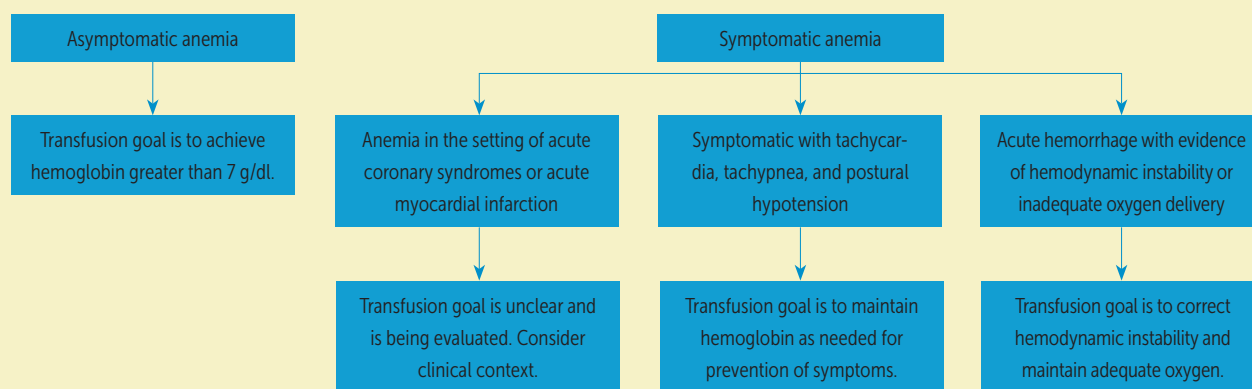 Asymptomatic anemia
Transfusion goal is to achieve
hemoglobin greater than 7 g/dl.
Symptomatic anemia
Anemia in the setting of acute
coronary syndromes or acute
myocardial infarction
Transfusion goal is unclear and
is being evaluated. Consider
clinical context.
Symptomatic with tachycar-
dia, tachypnea, and postural
hypotension
Transfusion goal is to maintain
hemoglobin as needed for
prevention of symptoms.
Acute hemorrhage with evidence
of hemodynamic instability or
inadequate oxygen delivery
Transfusion goal is to correct
hemodynamic instability and
maintain adequate oxygen.